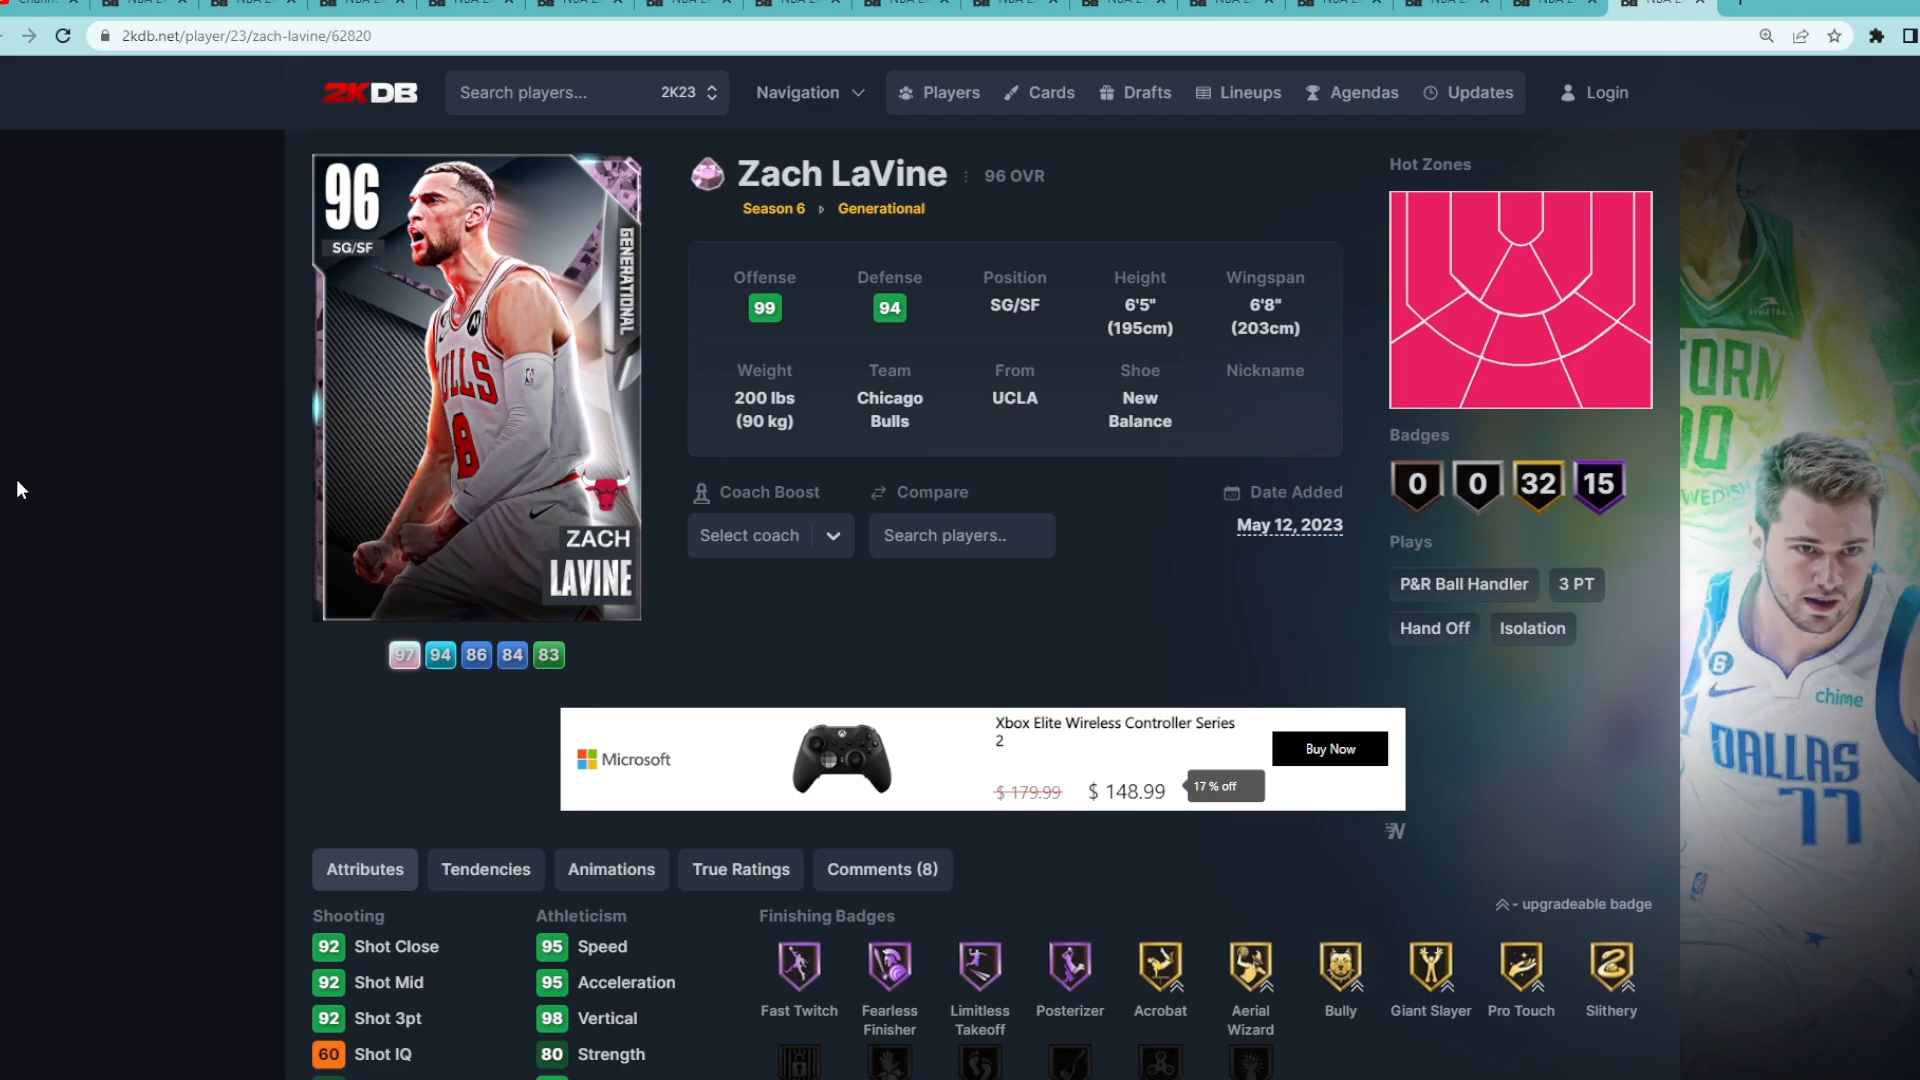 2kdb.net/player/23/zach-lavine/62820
2KDB
Search players...
2K23
Navigation
Players
Cards
Drafts
Lineups
Agendas
Updates
Login
96
SG/SF
GENERATIONAL
BULLS
8
ZACH
LAVINE
97
94
86
84
83
Zach LaVine
96 OVR
Season 6
Generational
Offense
Defense
Position
Height
Wingspan
99
94
SG/SF
6'5"
(195cm)
6'8"
(203cm)
Weight
Team
From
Shoe
Nickname
200 lbs
(90 kg)
Chicago
Bulls
UCLA
New
Balance
Coach Boost
Compare
Date Added
Select coach
Search players..
May 12, 2023
Hot Zones
Badges
0
0
32
15
Plays
P&R Ball Handler
3 PT
Hand Off
Isolation
Microsoft
Xbox Elite Wireless Controller Series
2
$ 179.99
$ 148.99
17 % off
Buy Now
Attributes
Tendencies
Animations
True Ratings
Comments (8)
- upgradeable badge
Shooting
92 Shot Close
92 Shot Mid
92 Shot 3pt
60 Shot IQ
Athleticism
95 Speed
95 Acceleration
98 Vertical
80 Strength
Finishing Badges
Fast Twitch
Fearless
Finisher
Limitless
Takeoff
Posterizer
Acrobat
Aerial
Wizard
Bully
Giant Slayer
Pro Touch
Slithery
6
chime
DALLAS
77